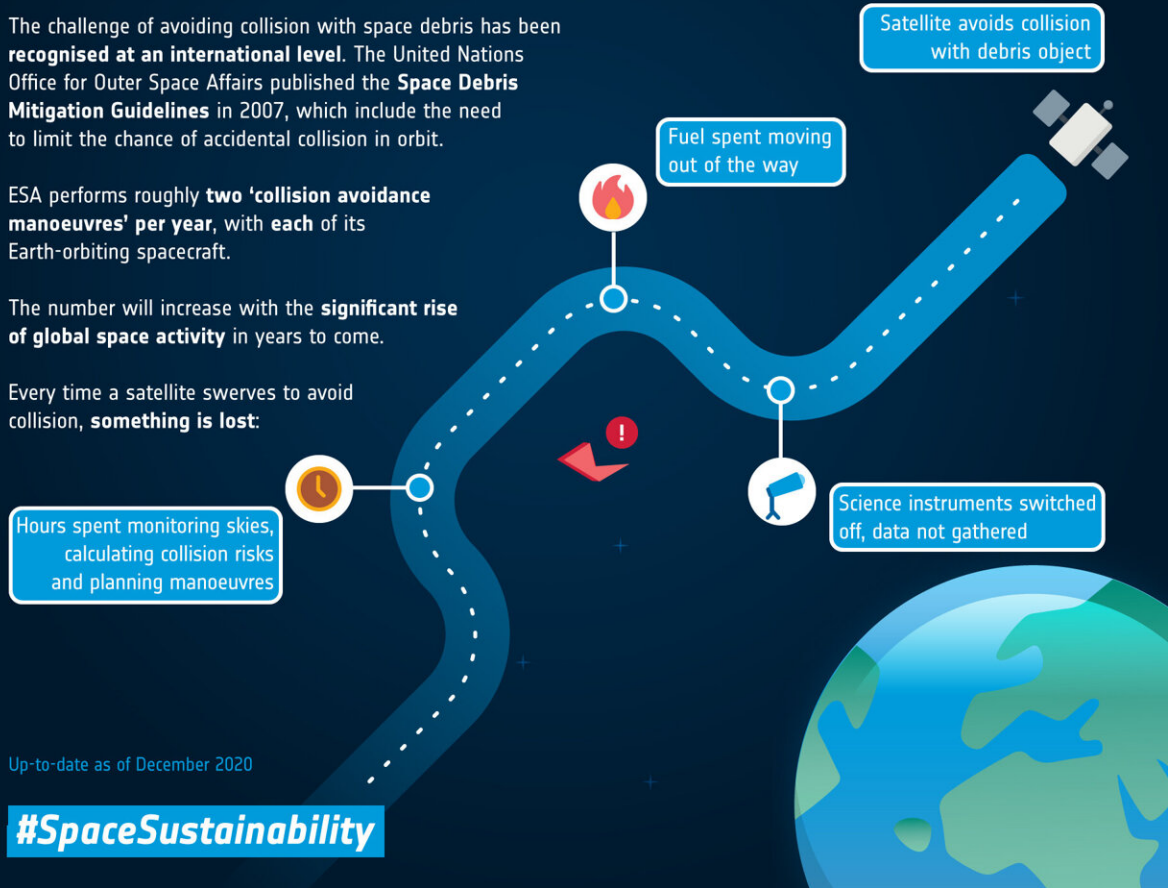 The challenge of avoiding collision with space debris has been
recognised at an international level. The United Nations
Office for Outer Space Affairs published the Space Debris
Mitigation Guidelines in 2007, which include the need
to limit the chance of accidental collision in orbit.
ESA performs roughly two ‘collision avoidance
manoeuvres’ per year, with each of its
Earth-orbiting spacecraft.
The number will increase with the significant rise
of global space activity in years to come.
Every time a satellite swerves to avoid
collision, something is lost:
Hours spent monitoring skies,
calculating collision risks
and planning manoeuvres
Fuel spent moving
out of the way
!
Science instruments switched
off, data not gathered
Satellite avoids collision
with debris object
Up-to-date as of December 2020
#SpaceSustainability